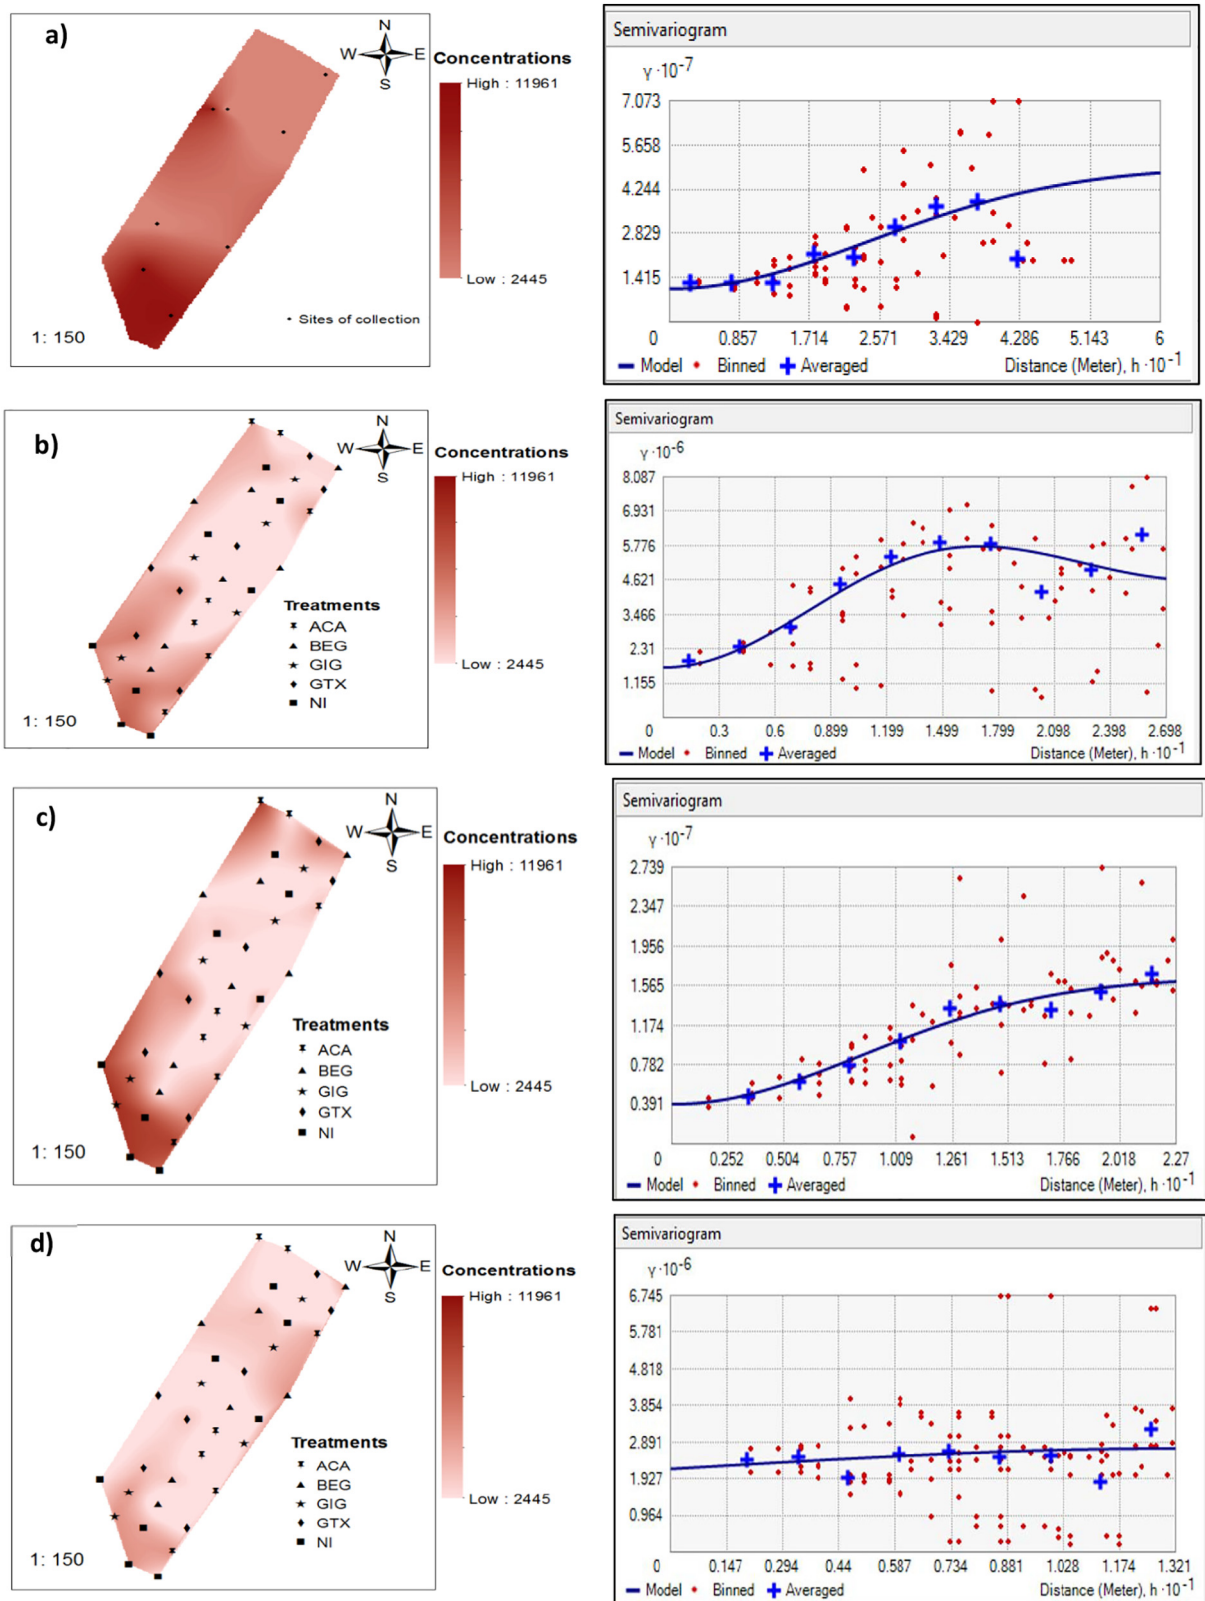 a)
N
W E
S
Concentrations
High : 11961
Low : 2445
Sites of collection
1: 150
Semivariogram
γ·10⁻⁷
7.073
5.658
4.244
2.829
1.415
0 0.857 1.714 2.571 3.429 4.286 5.143 6
Model Binned Averaged Distance (Meter), h·10⁻¹
b)
N
W E
S
Concentrations
High : 11961
Low : 2445
Treatments
ACA
BEG
GIG
GTX
NI
1: 150
Semivariogram
γ·10⁻⁶
8.087
6.931
5.776
4.621
3.466
2.31
1.155
0 0.3 0.6 0.899 1.199 1.499 1.799 2.098 2.398 2.698
Model Binned Averaged Distance (Meter), h·10⁻¹
c)
N
W E
S
Concentrations
High : 11961
Low : 2445
Treatments
ACA
BEG
GIG
GTX
NI
1: 150
Semivariogram
γ·10⁻⁷
2.739
2.347
1.956
1.565
1.174
0.782
0.391
0 0.252 0.504 0.757 1.009 1.261 1.513 1.766 2.018 2.27
Model Binned Averaged Distance (Meter), h·10⁻¹
d)
N
W E
S
Concentrations
High : 11961
Low : 2445
Treatments
ACA
BEG
GIG
GTX
NI
1: 150
Semivariogram
γ·10⁻⁶
6.745
5.781
4.818
3.854
2.891
1.927
0.964
0 0.147 0.294 0.44 0.587 0.734 0.881 1.028 1.174 1.321
Model Binned Averaged Distance (Meter), h·10⁻¹